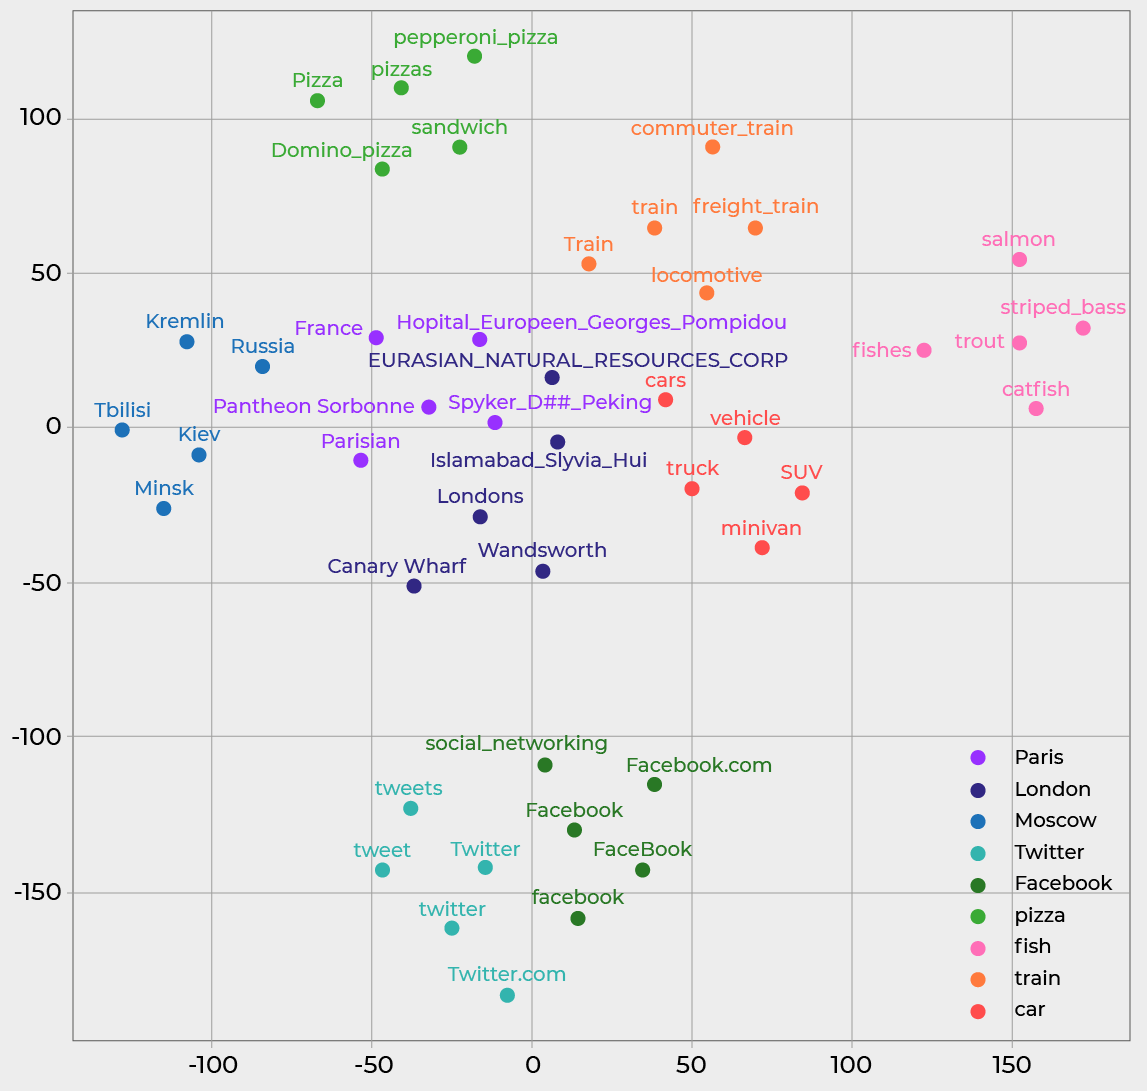 pepperoni_pizza
pizzas
Pizza
100
sandwich
commuter_train
Domino_pizza
train
freight_train
Train
salmon
50
locomotive
striped_bass
Kremlin
France
Hopital_Europeen_Georges_Pompidou
Russia
trout
fishes
EURASIAN_NATURAL_RESOURCES_CORP
cars
catfish
Tbilisi
Pantheon Sorbonne
Spyker_D##_Peking
vehicle
0
Kiev
Parisian
Islamabad_Slyvia_Hui
truck
SUV
Minsk
Londons
minivan
Wandsworth
Canary Wharf
-50
-100
social_networking
Facebook.com
tweets
Facebook
tweet
Twitter
FaceBook
-150
facebook
twitter
Twitter.com
Paris
London
Moscow
Twitter
Facebook
pizza
fish
train
car
-100
-50
0
50
100
150